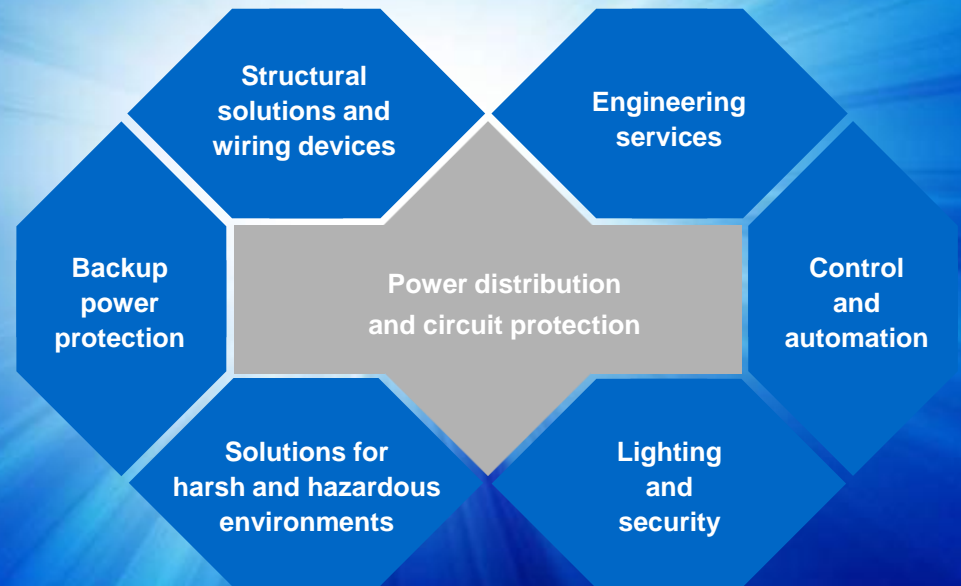 Structural
solutions and
wiring devices
Engineering
services
Backup
power
protection
Power distribution
and circuit protection
Control
and
automation
Solutions for
harsh and hazardous
environments
Lighting
and
security